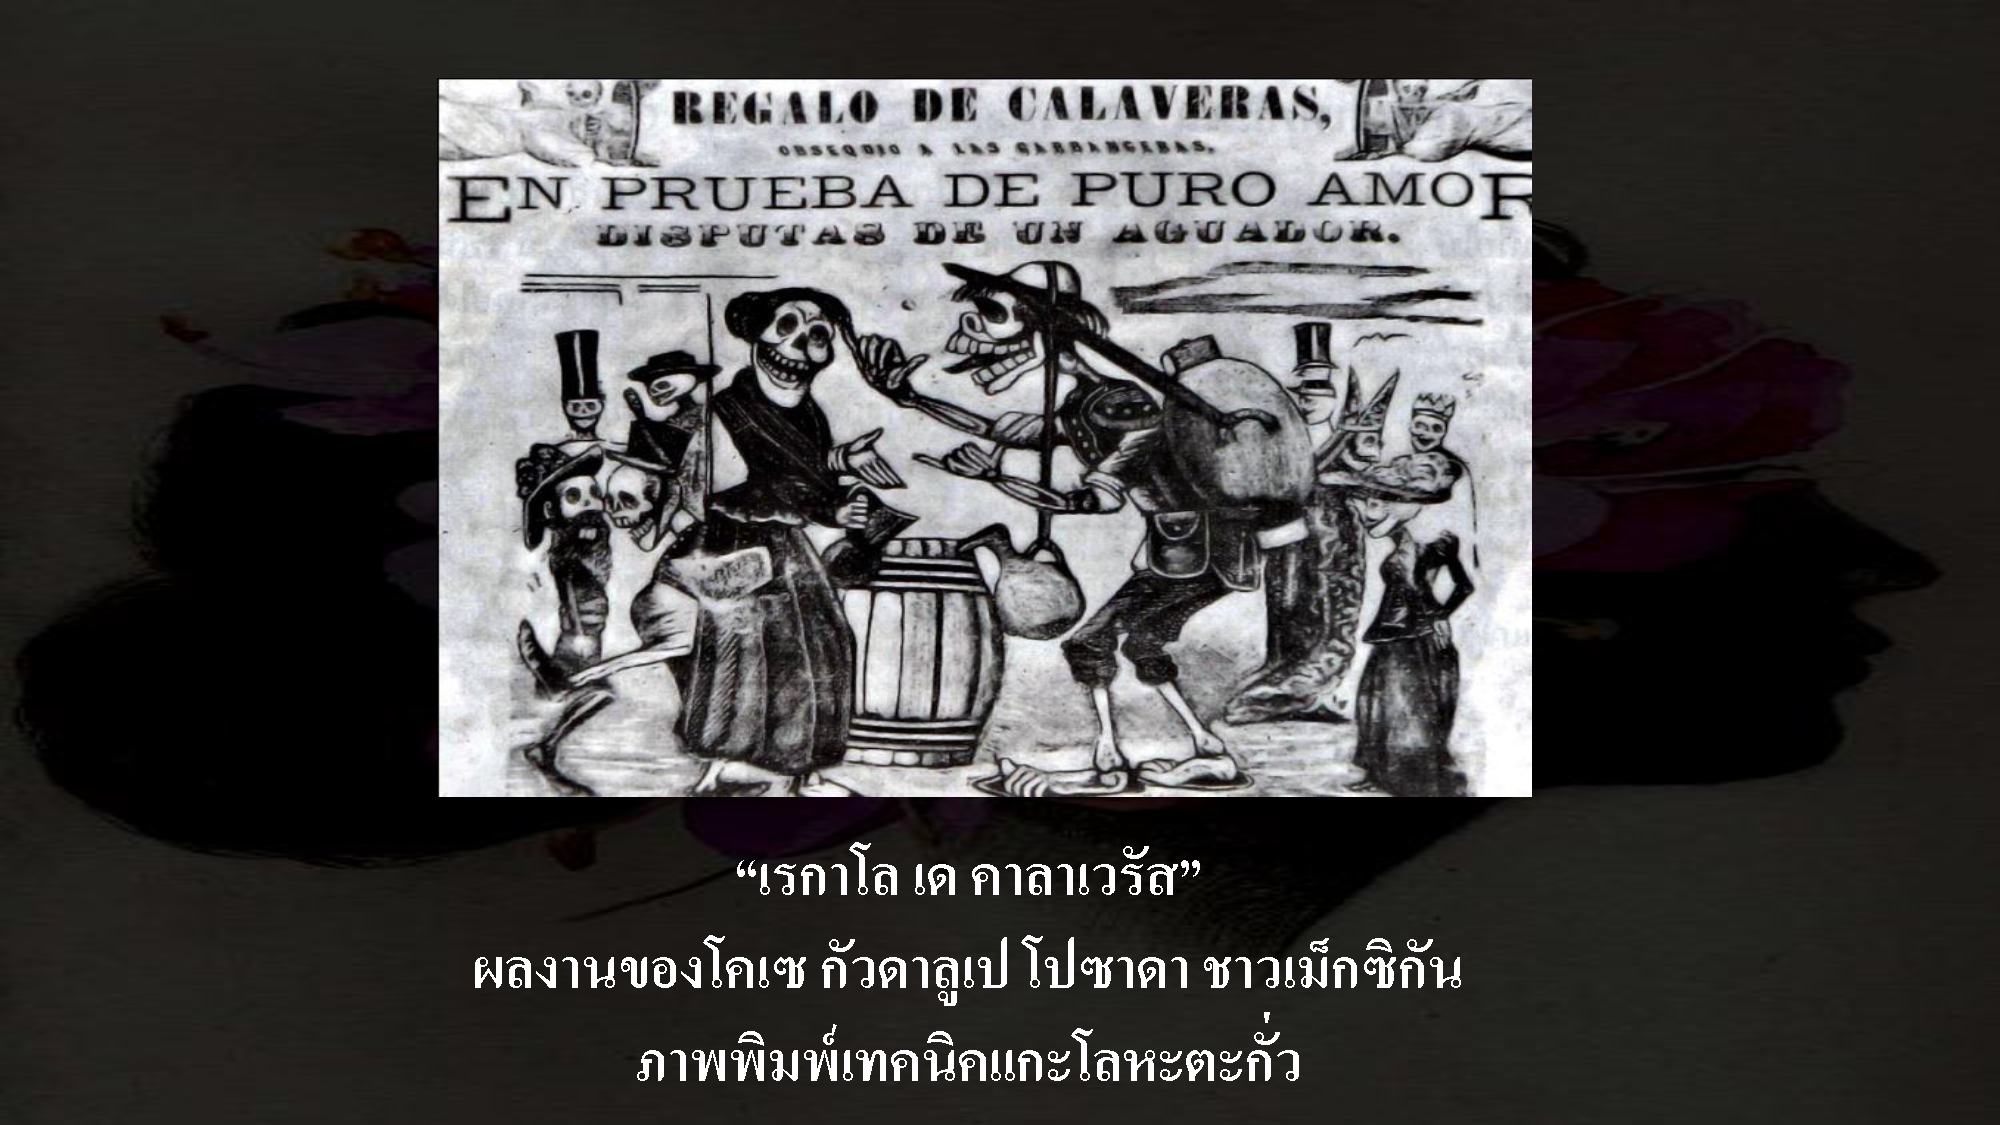 REGALO DE CALAVERAS,
OBSEQUIO A LAS GARBANCERAS.
EN PRUEBA DE PURO AMOR
DISPUTAS DE UN AGUADOR.
“เรกาโล เด คาลาเวรัส”
ผลงานของโคเซ กัวดาลูเป โปซาดา ชาวเม็กซิกัน
ภาพพิมพ์เทคนิคแกะโลหะตะกั่ว